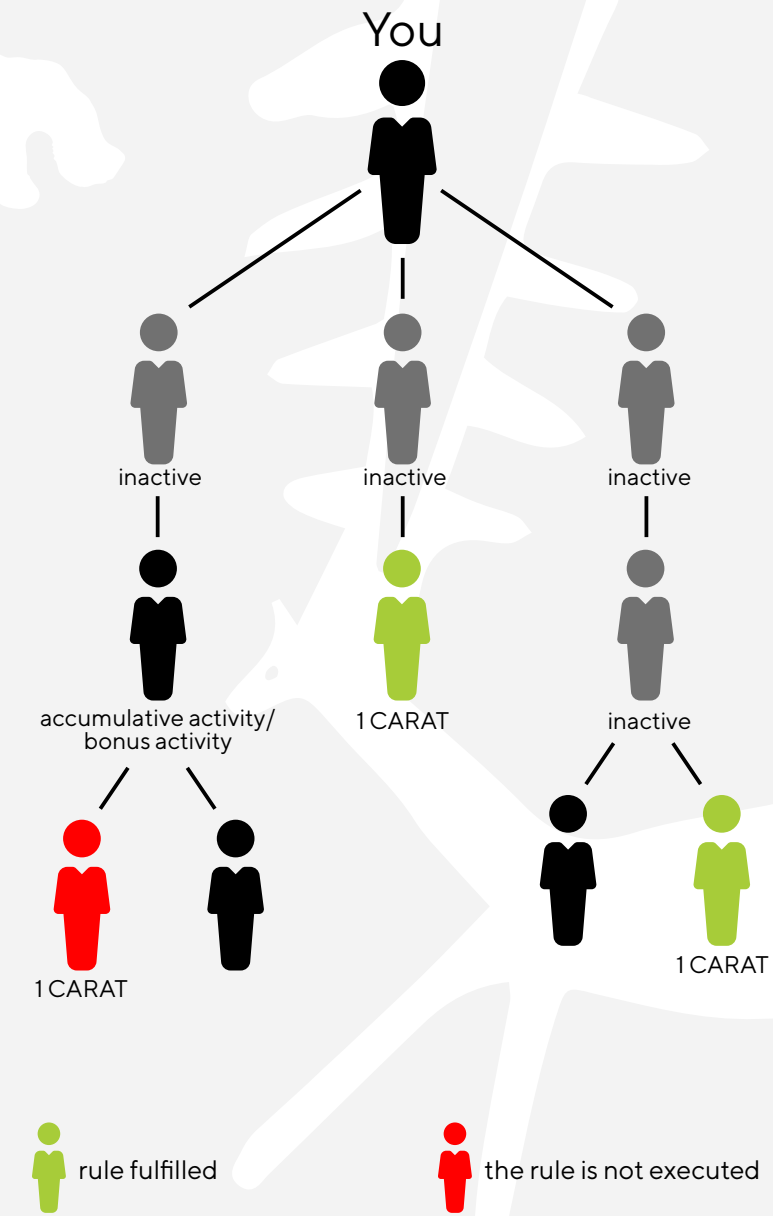 You
inactive
inactive
inactive
accumulative activity/
bonus activity
1 CARAT
inactive
1 CARAT
1 CARAT
rule fulfilled
the rule is not executed